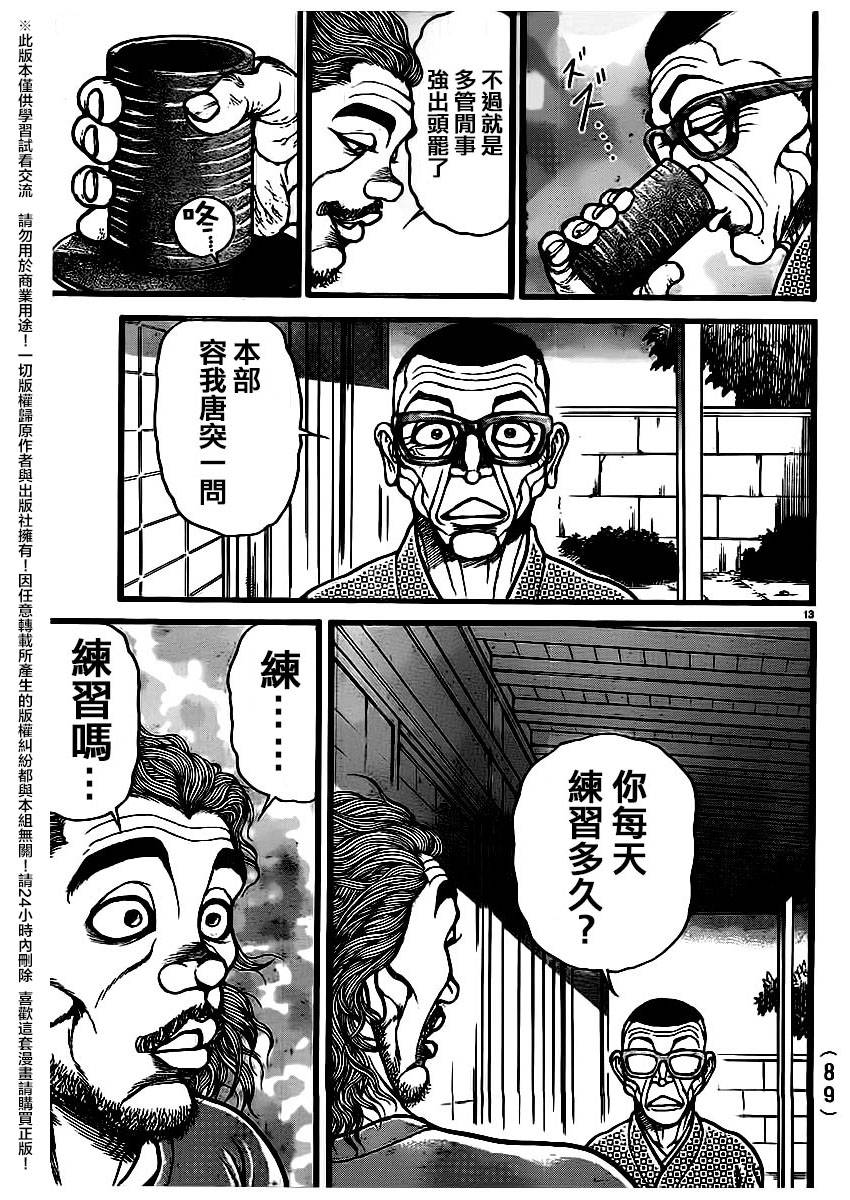 ズズ‥‥
不過就是
多管閒事
強出頭罷了
咚‥‥
本部
容我唐突一問
13
你每天
練習多久？
練……
練習嗎…
(89)
※此版本僅供學習試看交流 請勿用於商業用途！一切版權歸原作者與出版社擁有！因任意轉載所產生的版權糾紛都與本組無關！請24小時內刪除 喜歡這套漫畫請購買正版！